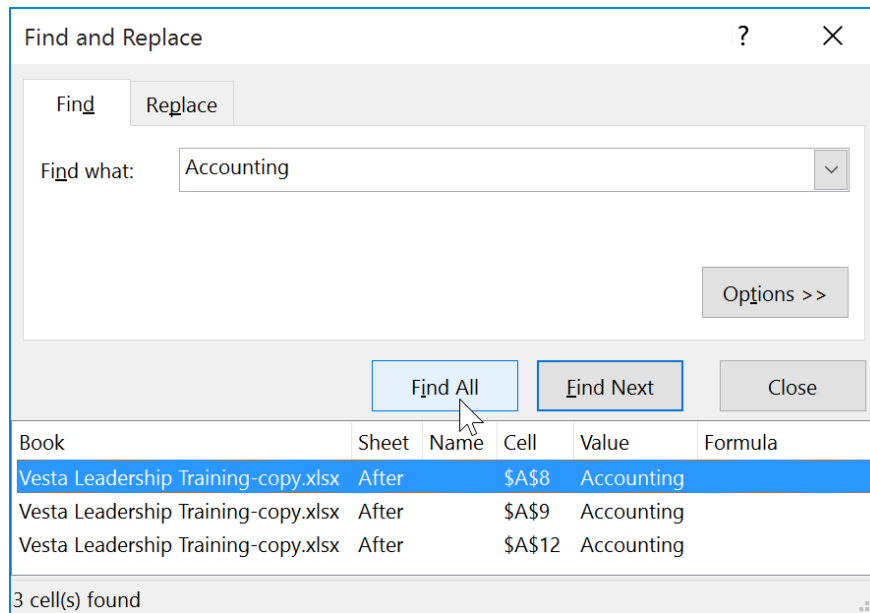 Find and Replace ?
Find Replace
Find what: Accounting
Options >>
Find All Find Next Close
Book Sheet Name Cell Value Formula
Vesta Leadership Training-copy.xlsx After $A$8 Accounting
Vesta Leadership Training-copy.xlsx After $A$9 Accounting
Vesta Leadership Training-copy.xlsx After $A$12 Accounting
3 cell(s) found